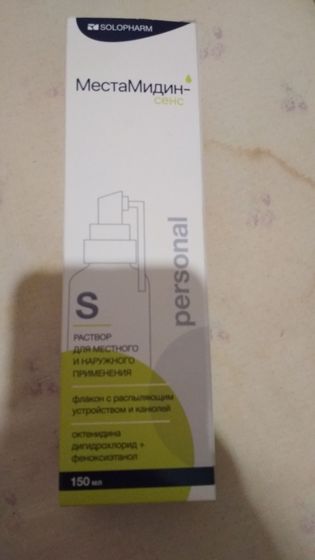 SOLOPHARM
МестаМидин-
сенс
personal
S
РАСТВОР
ДЛЯ МЕСТНОГО
И НАРУЖНОГО
ПРИМЕНЕНИЯ
флакон с распыляющим
устройством и канюлей
октенидина
дигидрохлорид +
феноксиэтанол
150 мл